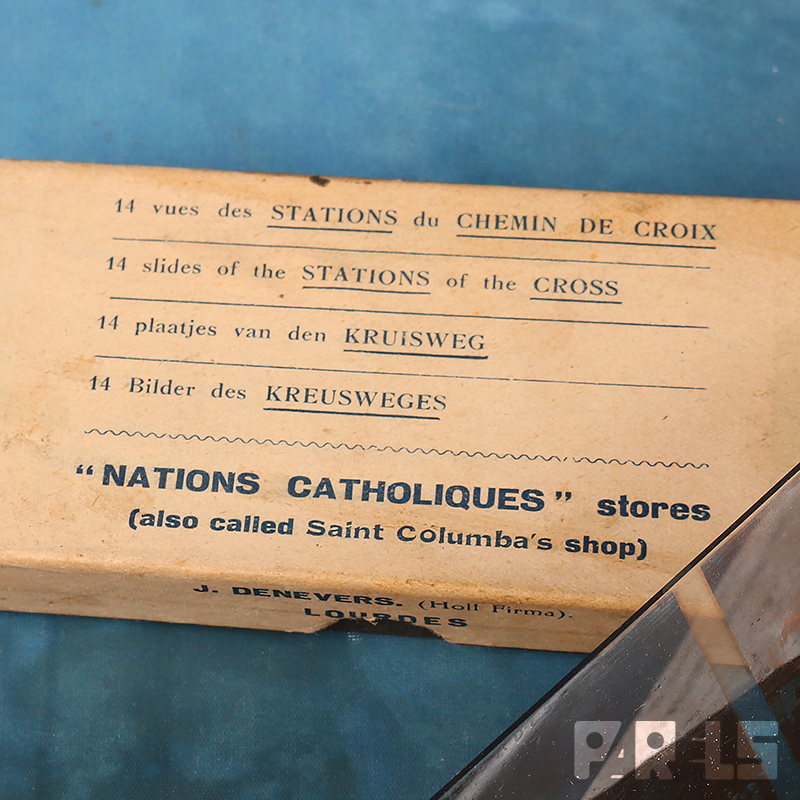 14 vues des STATIONS du CHEMIN DE CROIX
14 slides of the STATIONS of the CROSS
14 plaatjes van den KRUISWEG
14 Bilder des KREUSWEGES
“NATIONS CATHOLIQUES” stores
(also called Saint Columba's shop)
J. DENEVERS. (Holl Firma).
LOURDES
PARELS